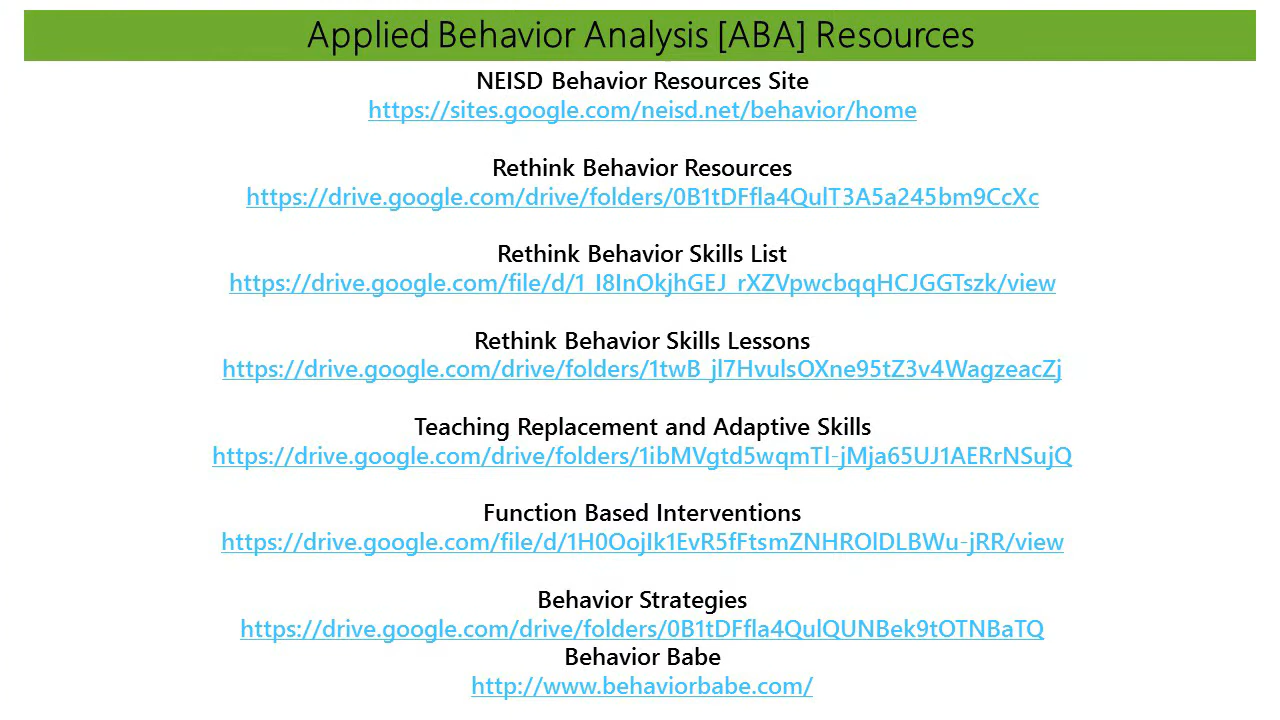 Applied Behavior Analysis [ABA] Resources
NEISD Behavior Resources Site
https://sites.google.com/neisd.net/behavior/home
Rethink Behavior Resources
https://drive.google.com/drive/folders/0B1tDFfla4QulT3A5a245bm9CcXc
Rethink Behavior Skills List
https://drive.google.com/file/d/1_I8InOkjhGEJ_rXZVpwcbqqHCJGGTszk/view
Rethink Behavior Skills Lessons
https://drive.google.com/drive/folders/1twB_jl7HvulsOXne95tZ3v4WagzeacZj
Teaching Replacement and Adaptive Skills
https://drive.google.com/drive/folders/1ibMVgtd5wqmTl-jMja65UJ1AERrNSujQ
Function Based Interventions
https://drive.google.com/file/d/1H0OojIk1EvR5fFtsmZNHROlDLBWu-jRR/view
Behavior Strategies
https://drive.google.com/drive/folders/0B1tDFfla4QulQUNBek9tOTNBaTQ
Behavior Babe
http://www.behaviorbabe.com/